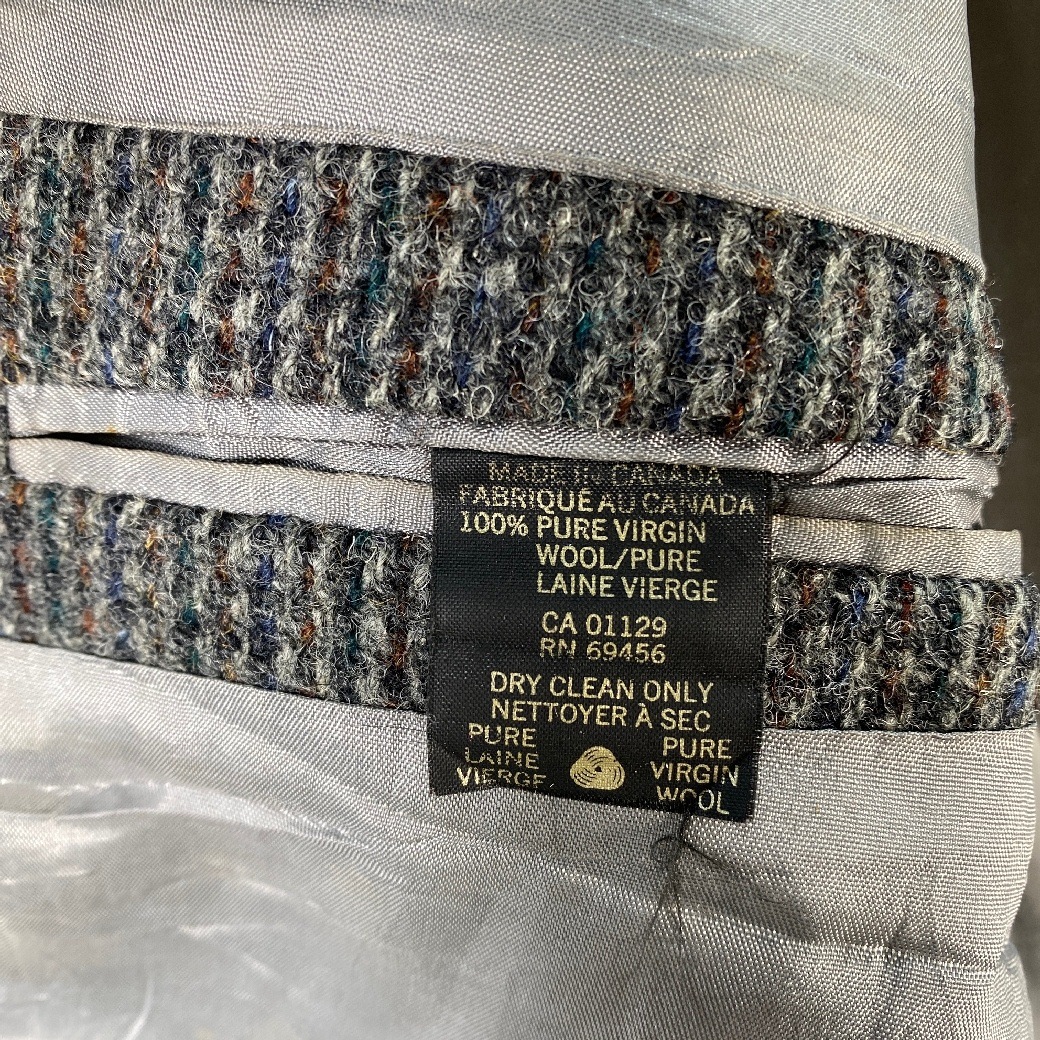 MADE IN CANADA
FABRIQUÉ AU CANADA
100% PURE VIRGIN
WOOL/PURE
LAINE VIERGE
CA 01129
RN 69456
DRY CLEAN ONLY
NETTOYER À SEC
PURE
LAINE
VIERGE
PURE
VIRGIN
WOOL